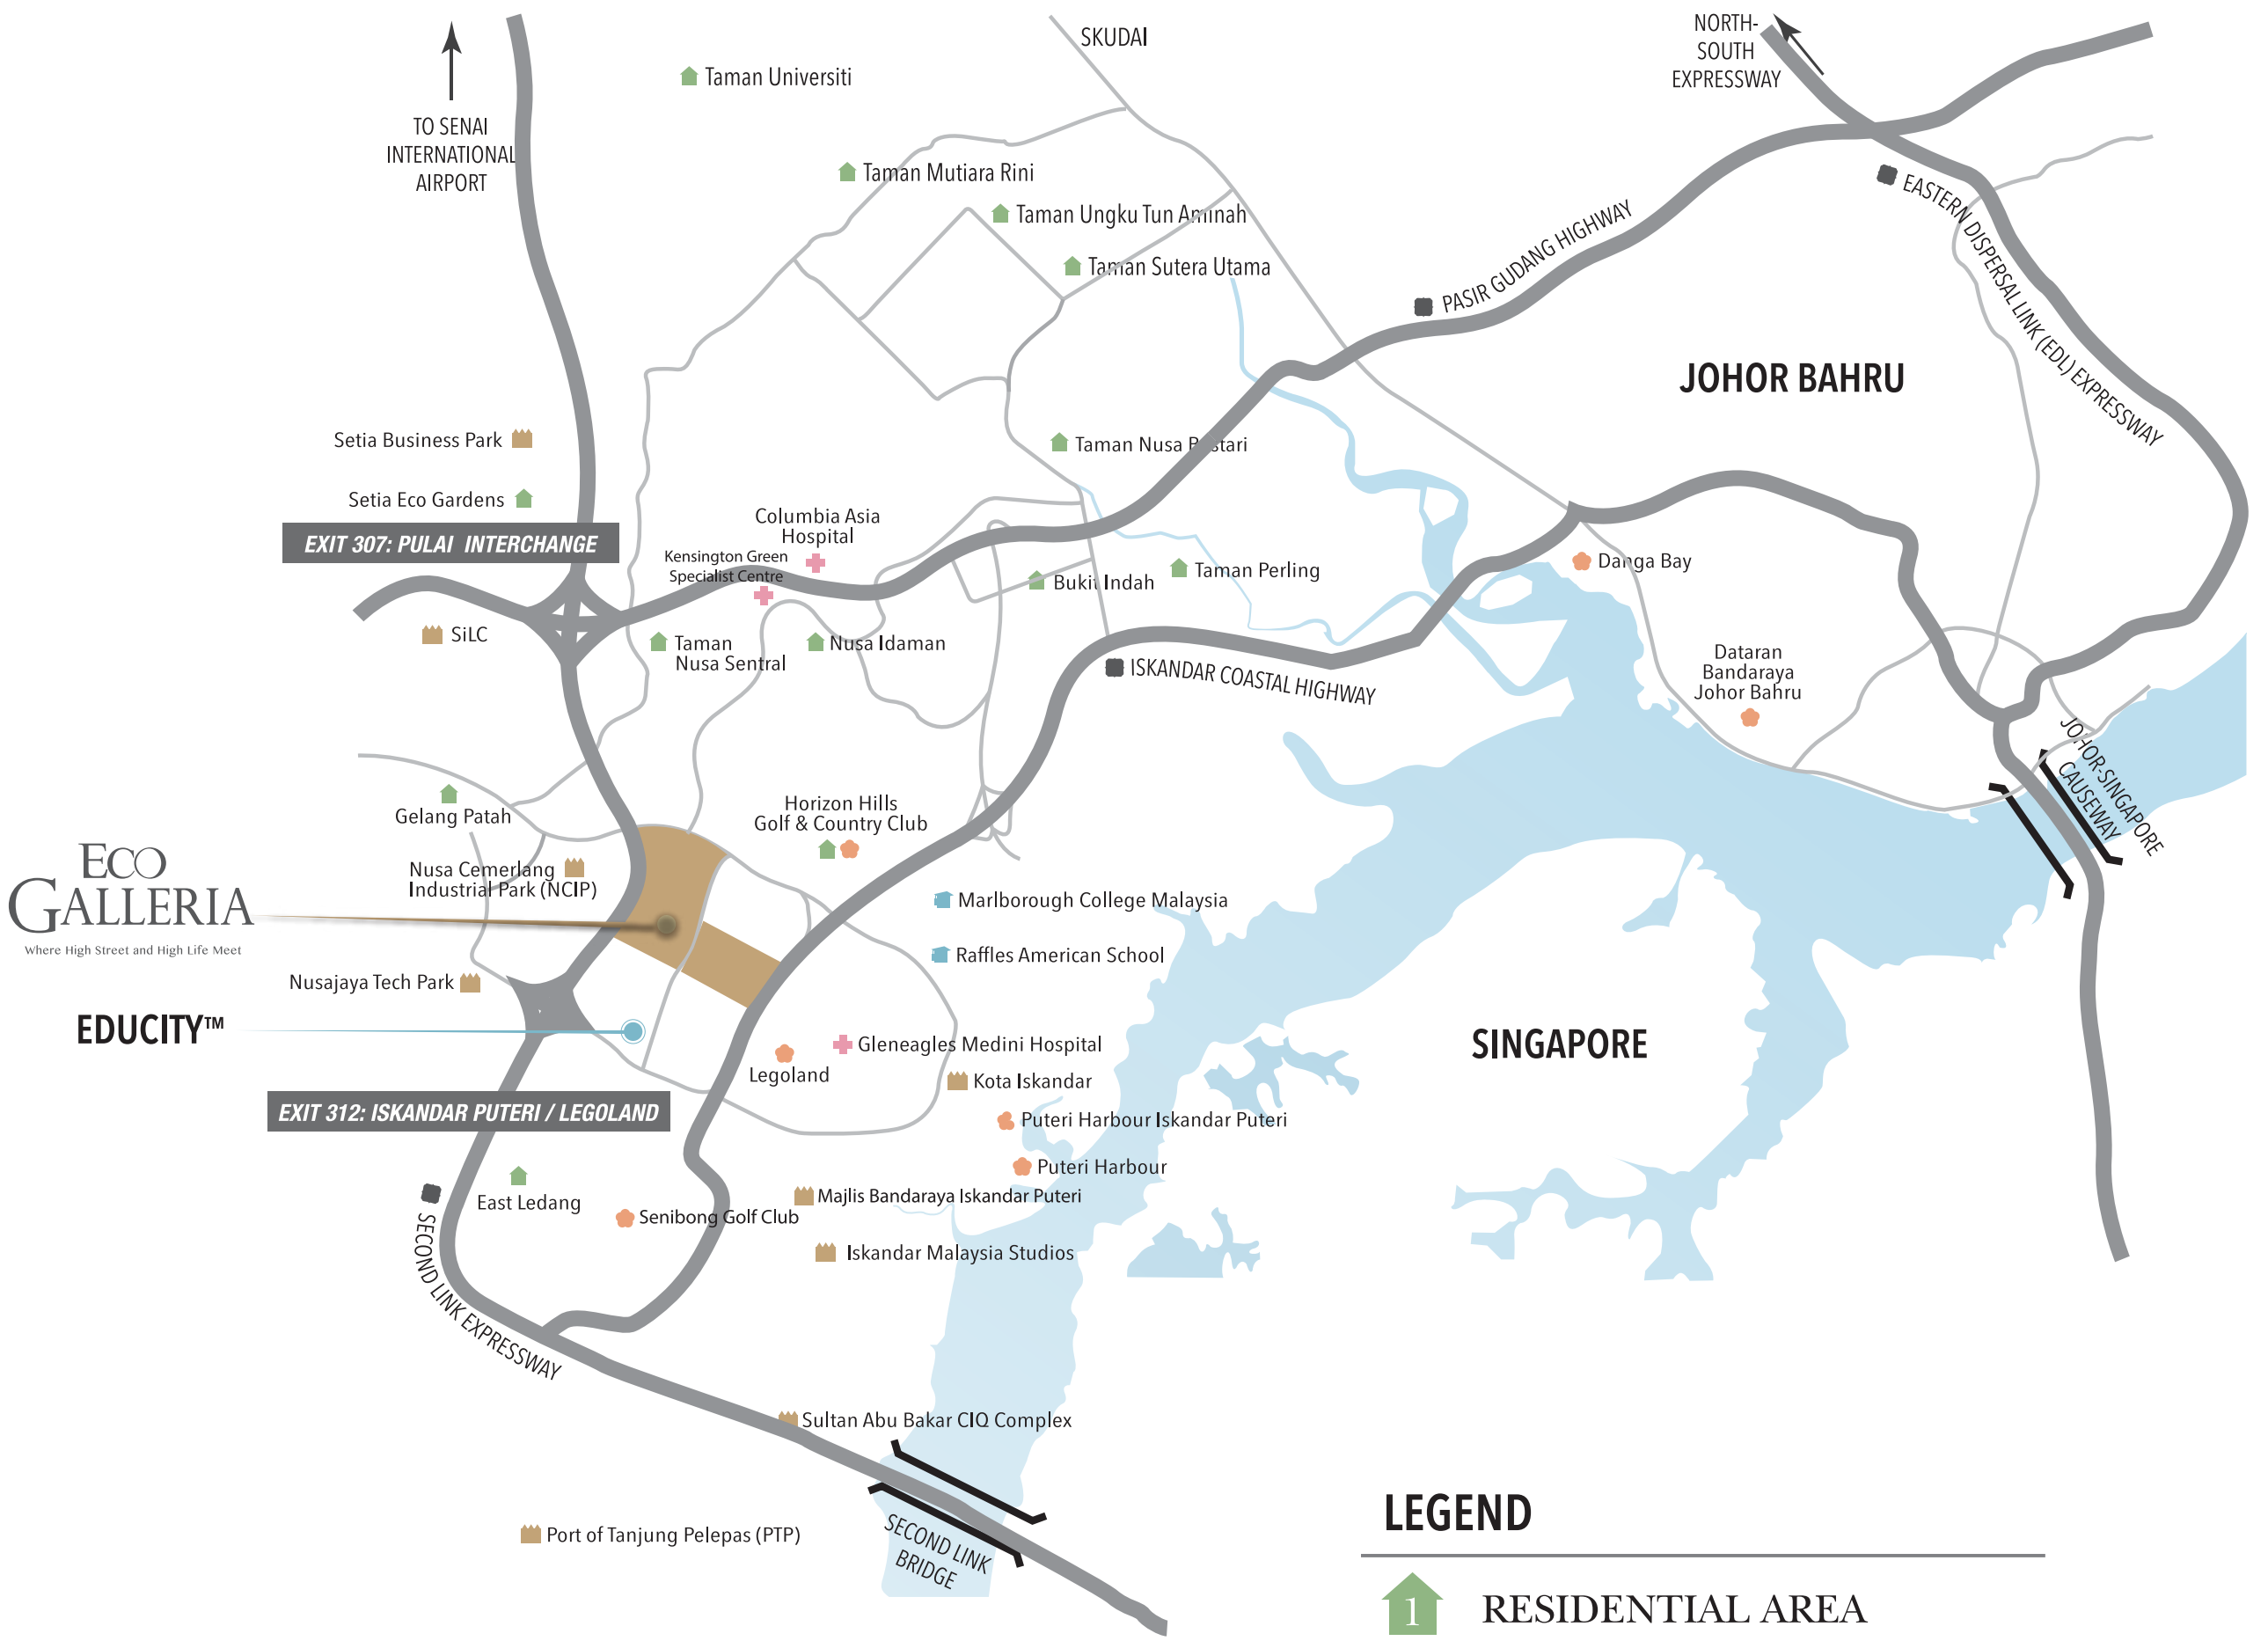 SKUDAI
NORTH-
SOUTH
EXPRESSWAY
Taman Universiti
TO SENAI
INTERNATIONAL
AIRPORT
Taman Mutiara Rini
Taman Ungku Tun Aminah
EASTERN DISPERSAL LINK (EDL) EXPRESSWAY
PASIR GUDANG HIGHWAY
Taman Sutera Utama
JOHOR BAHRU
Setia Business Park
Taman Nusa Bestari
Setia Eco Gardens
EXIT 307: PULAI INTERCHANGE
Columbia Asia
Hospital
Kensington Green
Specialist Centre
Bukit Indah
Taman Perling
Danga Bay
SiLC
Taman
Nusa Sentral
Nusa Idaman
ISKANDAR COASTAL HIGHWAY
Dataran
Bandaraya
Johor Bahru
JOHOR-SINGAPORE
CAUSEWAY
Gelang Patah
Horizon Hills
Golf & Country Club
ECO
GALLERIA
Where High Street and High Life Meet
Nusa Cemerlang
Industrial Park (NCIP)
Marlborough College Malaysia
Raffles American School
Nusajaya Tech Park
EDUCITY™
SINGAPORE
Gleneagles Medini Hospital
Legoland
Kota Iskandar
EXIT 312: ISKANDAR PUTERI / LEGOLAND
Puteri Harbour Iskandar Puteri
Puteri Harbour
East Ledang
Majlis Bandaraya Iskandar Puteri
Senibong Golf Club
SECOND LINK EXPRESSWAY
Iskandar Malaysia Studios
Sultan Abu Bakar CIQ Complex
Port of Tanjung Pelepas (PTP)
SECOND LINK
BRIDGE
LEGEND
1 RESIDENTIAL AREA